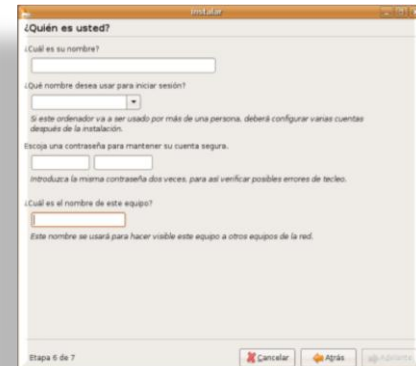 Instalar
¿Quién es usted?
¿Cuál es su nombre?
¿Qué nombre desea usar para iniciar sesión?
Si este ordenador va a ser usado por más de una persona, deberá configurar varias cuentas
después de la instalación.
Escoja una contraseña para mantener su cuenta segura.
Introduzca la misma contraseña dos veces, para así verificar posibles errores de tecleo.
¿Cuál es el nombre de este equipo?
Este nombre se usará para hacer visible este equipo a otros equipos de la red.
Etapa 6 de 7
Cancelar
Atrás
Adelante